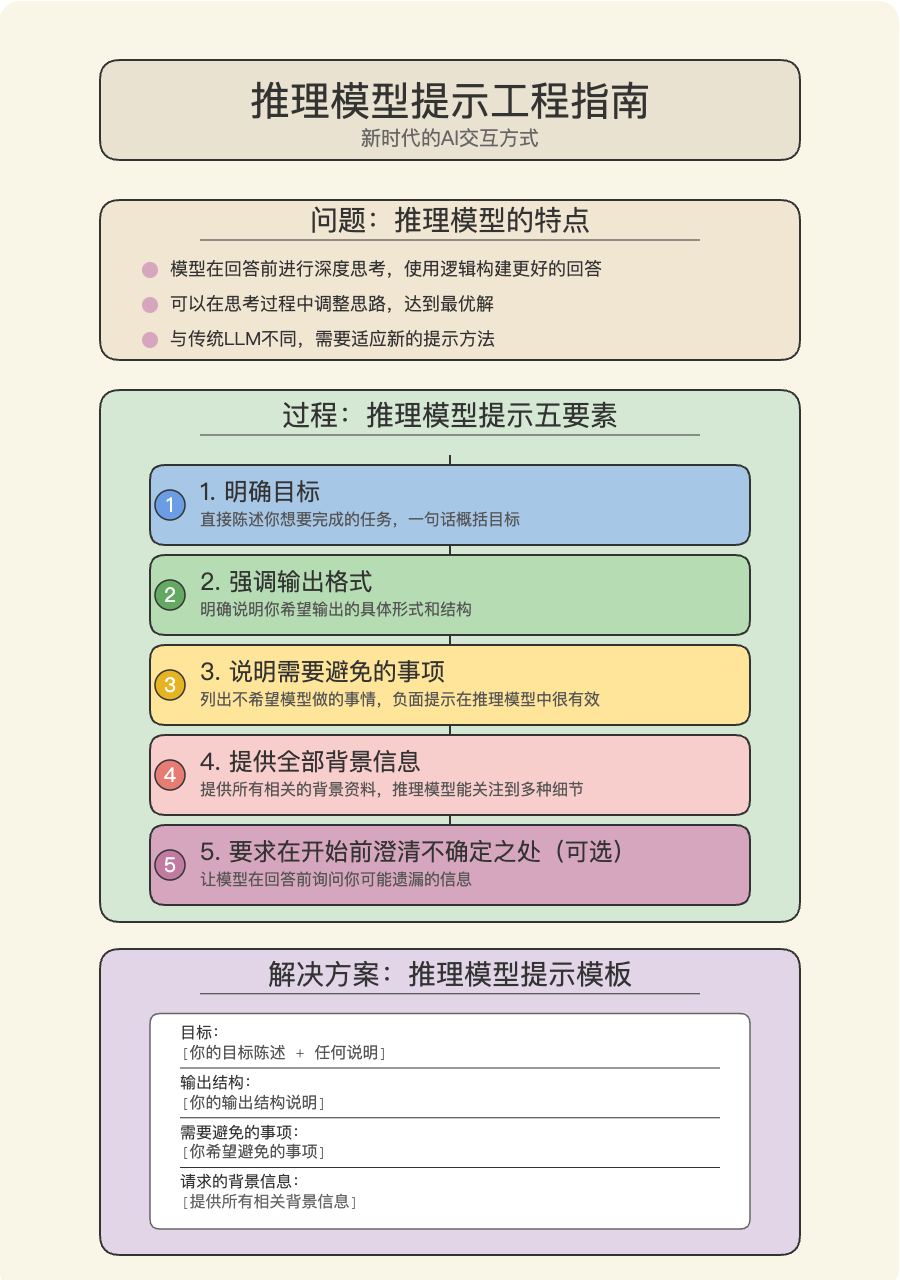 推理模型提示工程指南
新时代的AI交互方式
问题：推理模型的特点
模型在回答前进行深度思考，使用逻辑构建更好的回答
可以在思考过程中调整思路，达到最优解
与传统LLM不同，需要适应新的提示方法
过程：推理模型提示五要素
1
1. 明确目标
直接陈述你想要完成的任务，一句话概括目标
2
2. 强调输出格式
明确说明你希望输出的具体形式和结构
3
3. 说明需要避免的事项
列出不希望模型做的事情，负面提示在推理模型中很有效
4
4. 提供全部背景信息
提供所有相关的背景资料，推理模型能关注到多种细节
5
5. 要求在开始前澄清不确定之处（可选）
让模型在回答前询问你可能遗漏的信息
解决方案：推理模型提示模板
目标：
[你的目标陈述 + 任何说明]
输出结构：
[你的输出结构说明]
需要避免的事项：
[你希望避免的事项]
请求的背景信息：
[提供所有相关背景信息]